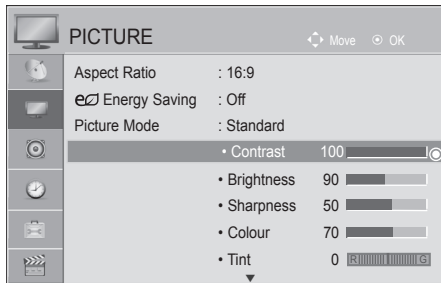 PICTURE Move OK
Aspect Ratio : 16:9
Energy Saving : Off
Picture Mode : Standard
• Contrast 100
• Brightness 90
• Sharpness 50
• Colour 70
• Tint 0 R G